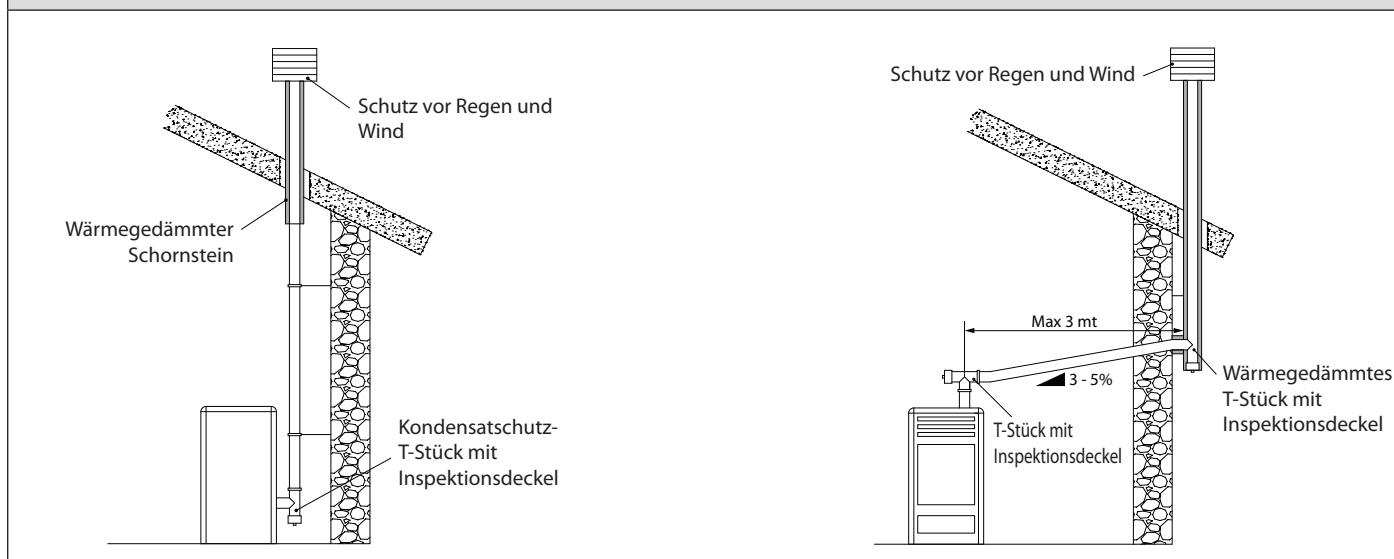 Schutz vor Regen und
Wind
Wärmegedämmter
Schornstein
Kondensatschutz-
T-Stück mit
Inspektionsdeckel
Schutz vor Regen und Wind
Max 3 mt
3 - 5%
T-Stück mit
Inspektionsdeckel
Wärmegedämmtes
T-Stück mit
Inspektionsdeckel